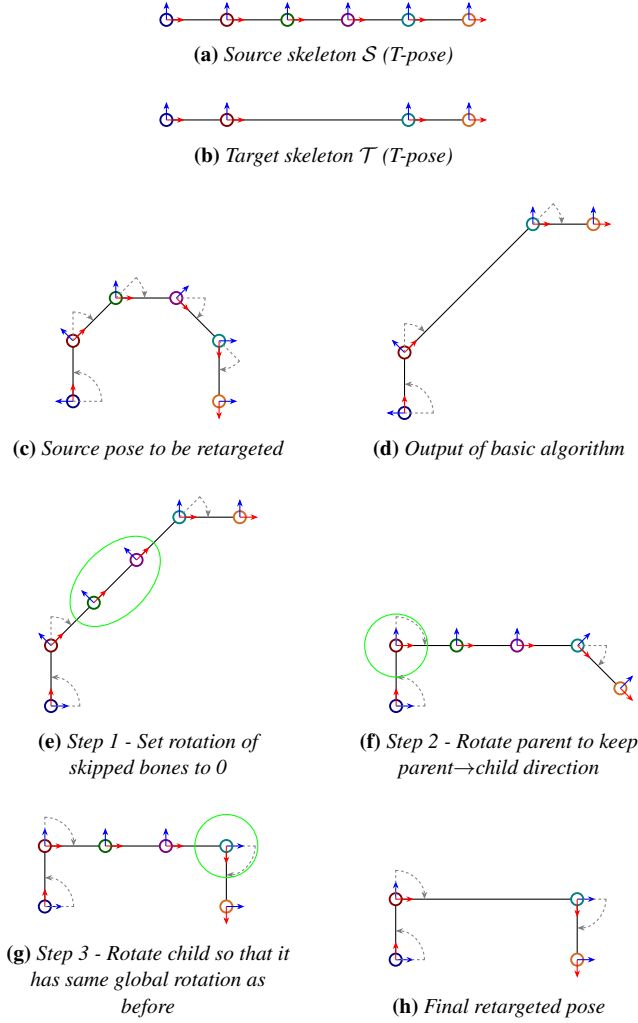 (a) Source skeleton S (T-pose)
(b) Target skeleton T (T-pose)
(c) Source pose to be retargeted
(d) Output of basic algorithm
(e) Step 1 - Set rotation of
skipped bones to 0
(f) Step 2 - Rotate parent to keep
parent→child direction
(g) Step 3 - Rotate child so that it
has same global rotation as
before
(h) Final retargeted pose